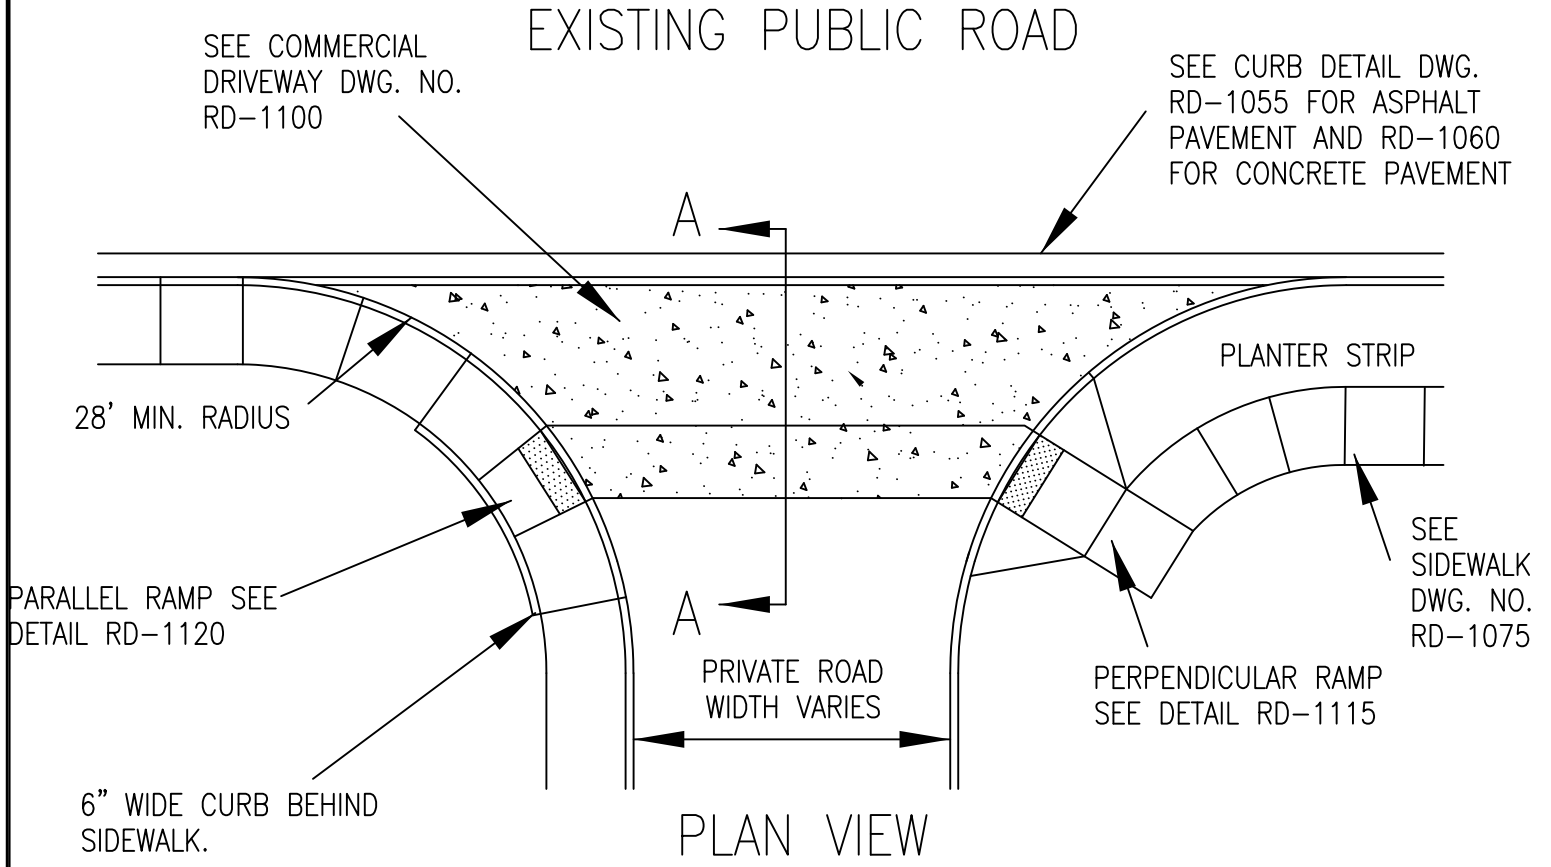 EXISTING PUBLIC ROAD
SEE COMMERCIAL
DRIVEWAY DWG. NO.
RD-1100
SEE CURB DETAIL DWG.
RD-1055 FOR ASPHALT
PAVEMENT AND RD-1060
FOR CONCRETE PAVEMENT
A
PLANTER STRIP
28' MIN. RADIUS
SEE
SIDEWALK
DWG. NO.
RD-1075
PARALLEL RAMP SEE
DETAIL RD-1120
A
PRIVATE ROAD
WIDTH VARIES
PERPENDICULAR RAMP
SEE DETAIL RD-1115
6" WIDE CURB BEHIND
SIDEWALK.
PLAN VIEW